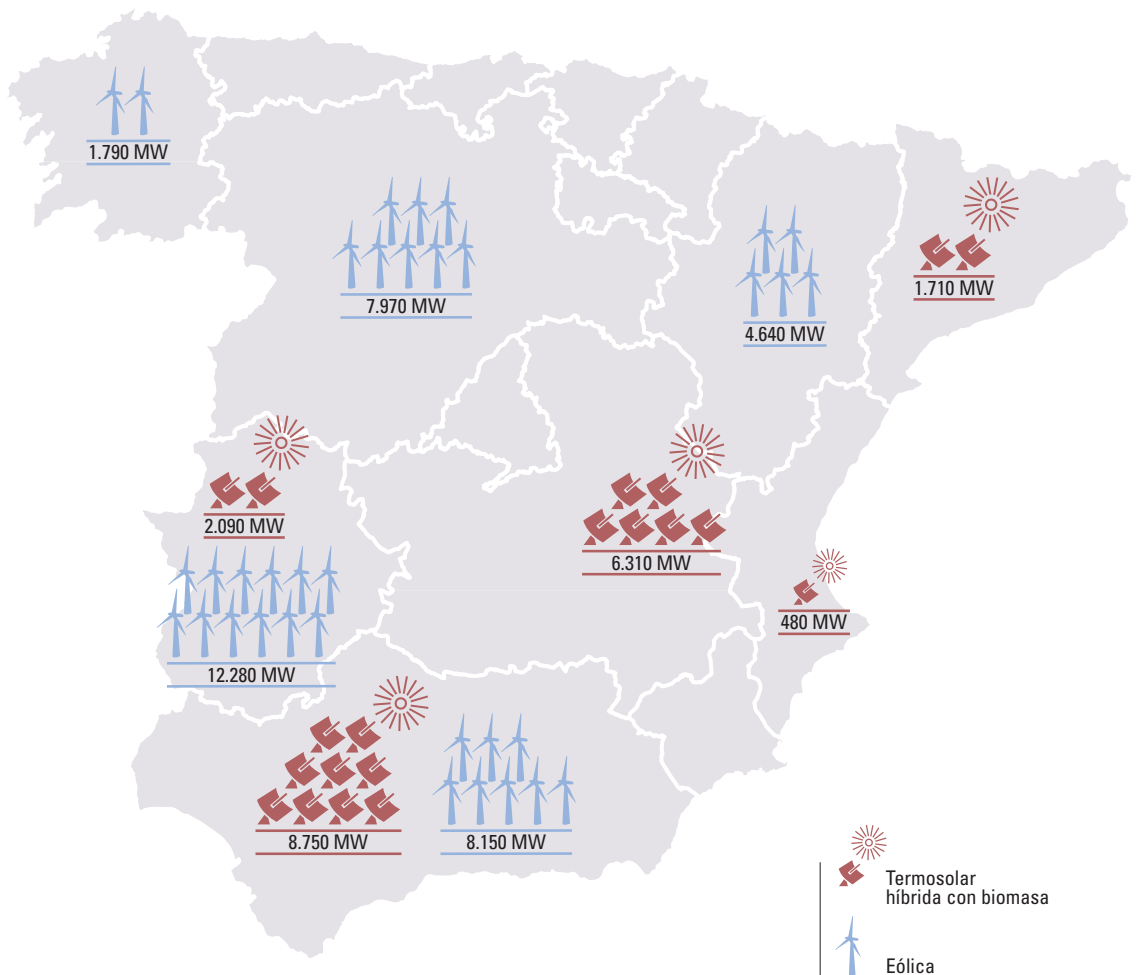 1.790 MW
7.970 MW
4.640 MW
1.710 MW
2.090 MW
6.310 MW
480 MW
12.280 MW
8.750 MW
8.150 MW
Termosolar
híbrida con biomasa
Eólica